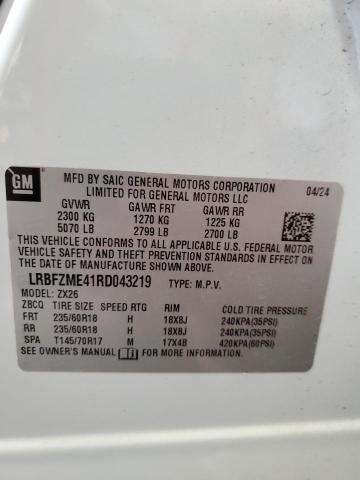 GM
MFD BY SAIC GENERAL MOTORS CORPORATION
LIMITED FOR GENERAL MOTORS LLC
04/24
GVWR GAWR FRT GAWR RR
2300 KG 1270 KG 1225 KG
5070 LB 2799 LB 2700 LB
THIS VEHICLE CONFORMS TO ALL APPLICABLE U.S. FEDERAL MOTOR
VEHICLE SAFETY AND THEFT PREVENTION STANDARDS IN EFFECT
ON THE DATE OF MANUFACTURE SHOWN ABOVE.
LRBFZME41RD043219 TYPE: M.P.V.
MODEL: ZX26
ZBCQ TIRE SIZE SPEED RTG RIM COLD TIRE PRESSURE
FRT 235/60R18 H 18X8J 240KPA(35PSI)
RR 235/60R18 H 18X8J 240KPA(35PSI)
SPA T145/70R17 M 17X4B 420KPA(60PSI)
SEE OWNER'S MANUAL FOR ADDITIONAL INFORMATION